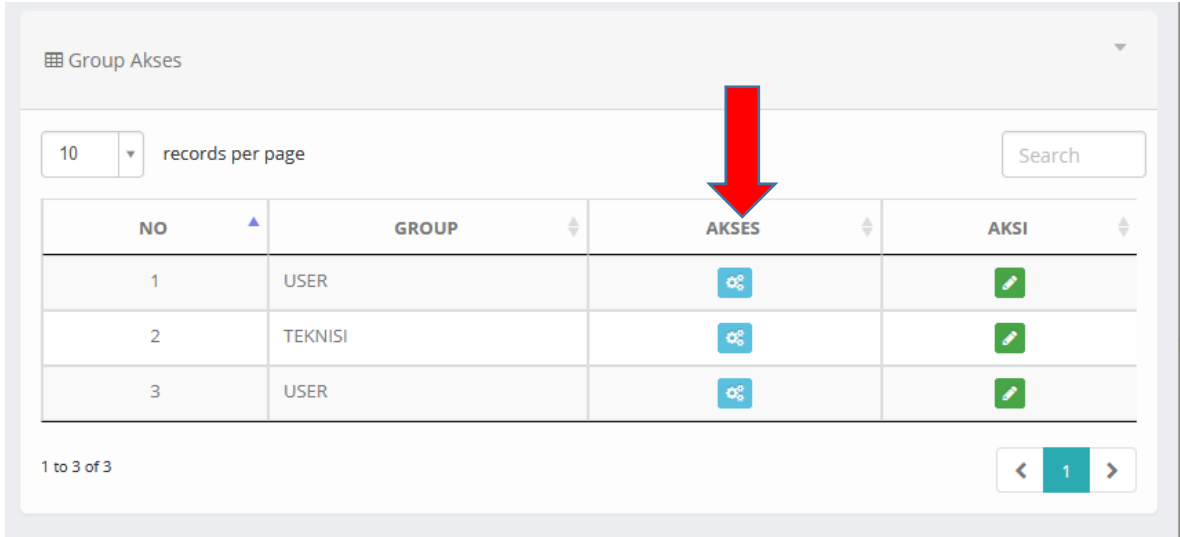 Group Akses
10 records per page Search
NO GROUP AKSES AKSI
1 USER
2 TEKNISI
3 USER
1 to 3 of 3 1